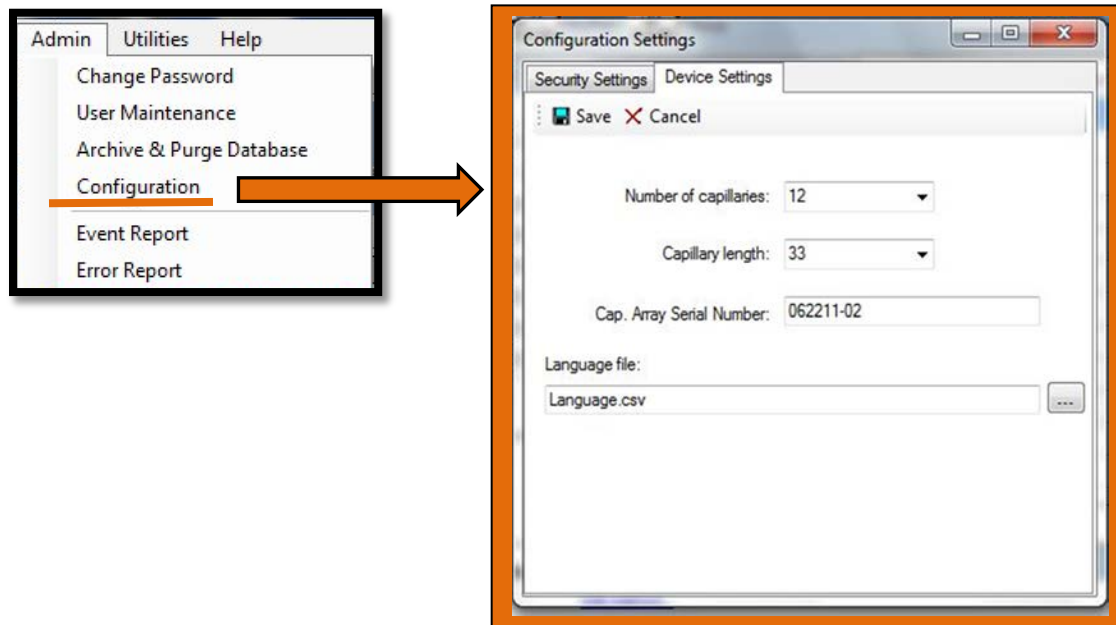 Admin Utilities Help
Change Password
User Maintenance
Archive & Purge Database
Configuration
Event Report
Error Report
Configuration Settings
Security Settings Device Settings
Save Cancel
Number of capillaries: 12
Capillary length: 33
Cap. Array Serial Number: 062211-02
Language file:
Language.csv
...